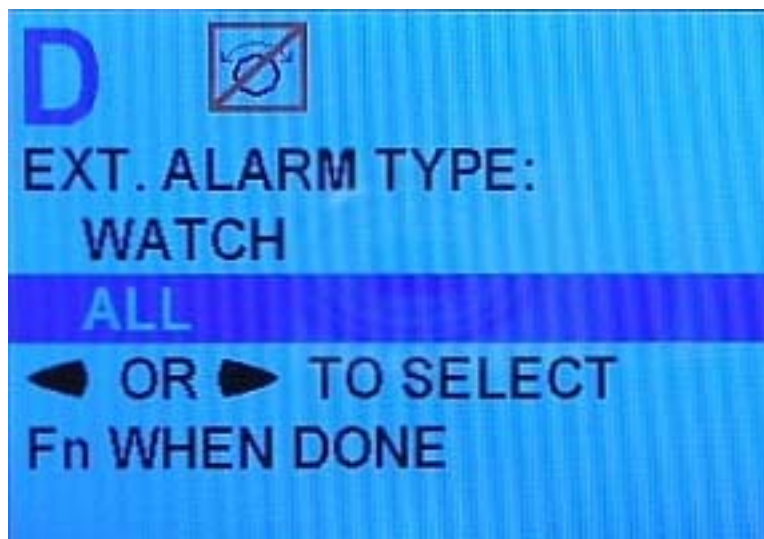 D
EXT. ALARM TYPE:
WATCH
ALL
OR TO SELECT
Fn WHEN DONE